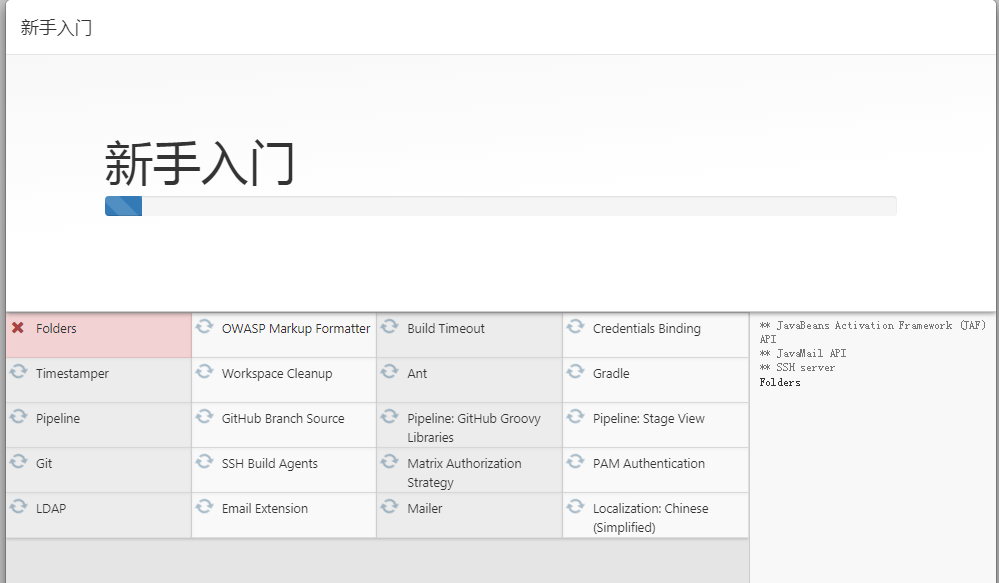 新手入门
新手入门
Folders
OWASP Markup Formatter
Build Timeout
Credentials Binding
Timestamper
Workspace Cleanup
Ant
Gradle
Pipeline
GitHub Branch Source
Pipeline: GitHub Groovy
Libraries
Pipeline: Stage View
Git
SSH Build Agents
Matrix Authorization
Strategy
PAM Authentication
LDAP
Email Extension
Mailer
Localization: Chinese
(Simplified)
** JavaBeans Activation Framework (JAF)
API
** JavaMail API
** SSH server
Folders